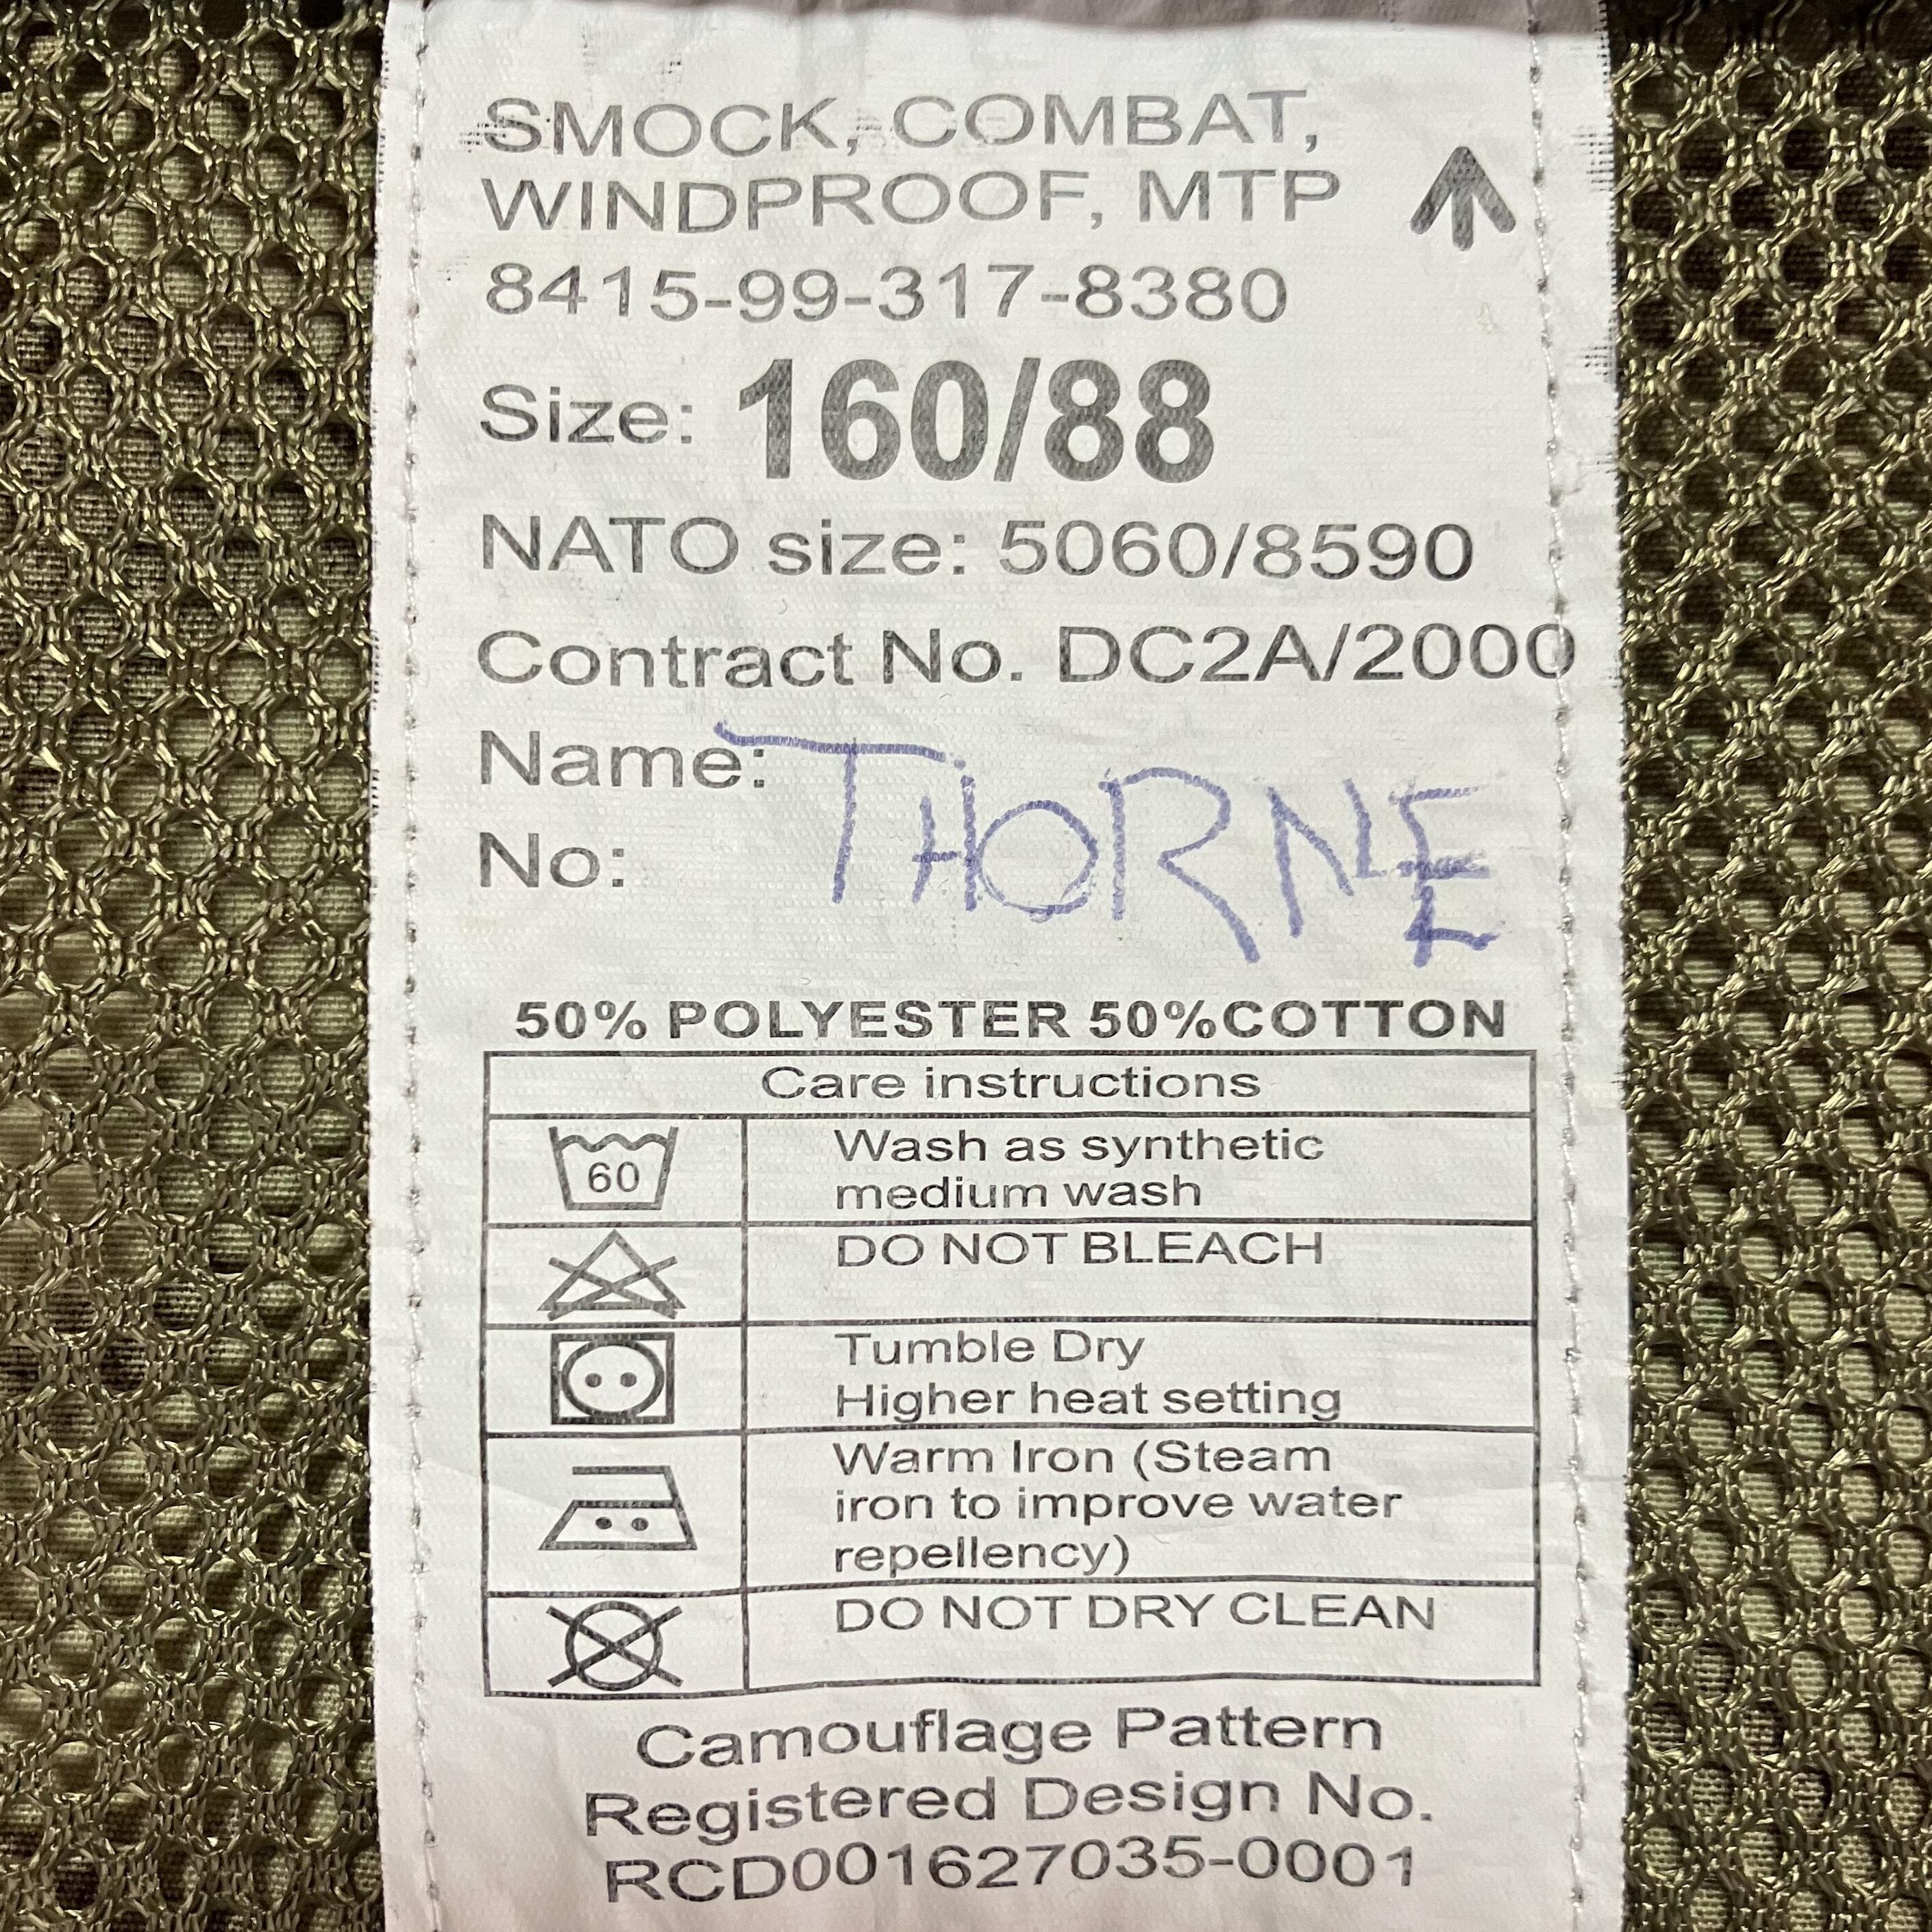 SMOCK, COMBAT,
WINDPROOF, MTP
8415-99-317-8380
Size: 160/88
NATO size: 5060/8590
Contract No. DC2A/2000
Name: THORNE
No:
50% POLYESTER 50%COTTON
Care instructions
60
Wash as synthetic
medium wash
DO NOT BLEACH
Tumble Dry
Higher heat setting
Warm Iron (Steam
iron to improve water
repellency)
DO NOT DRY CLEAN
Camouflage Pattern
Registered Design No.
RCD001627035-0001